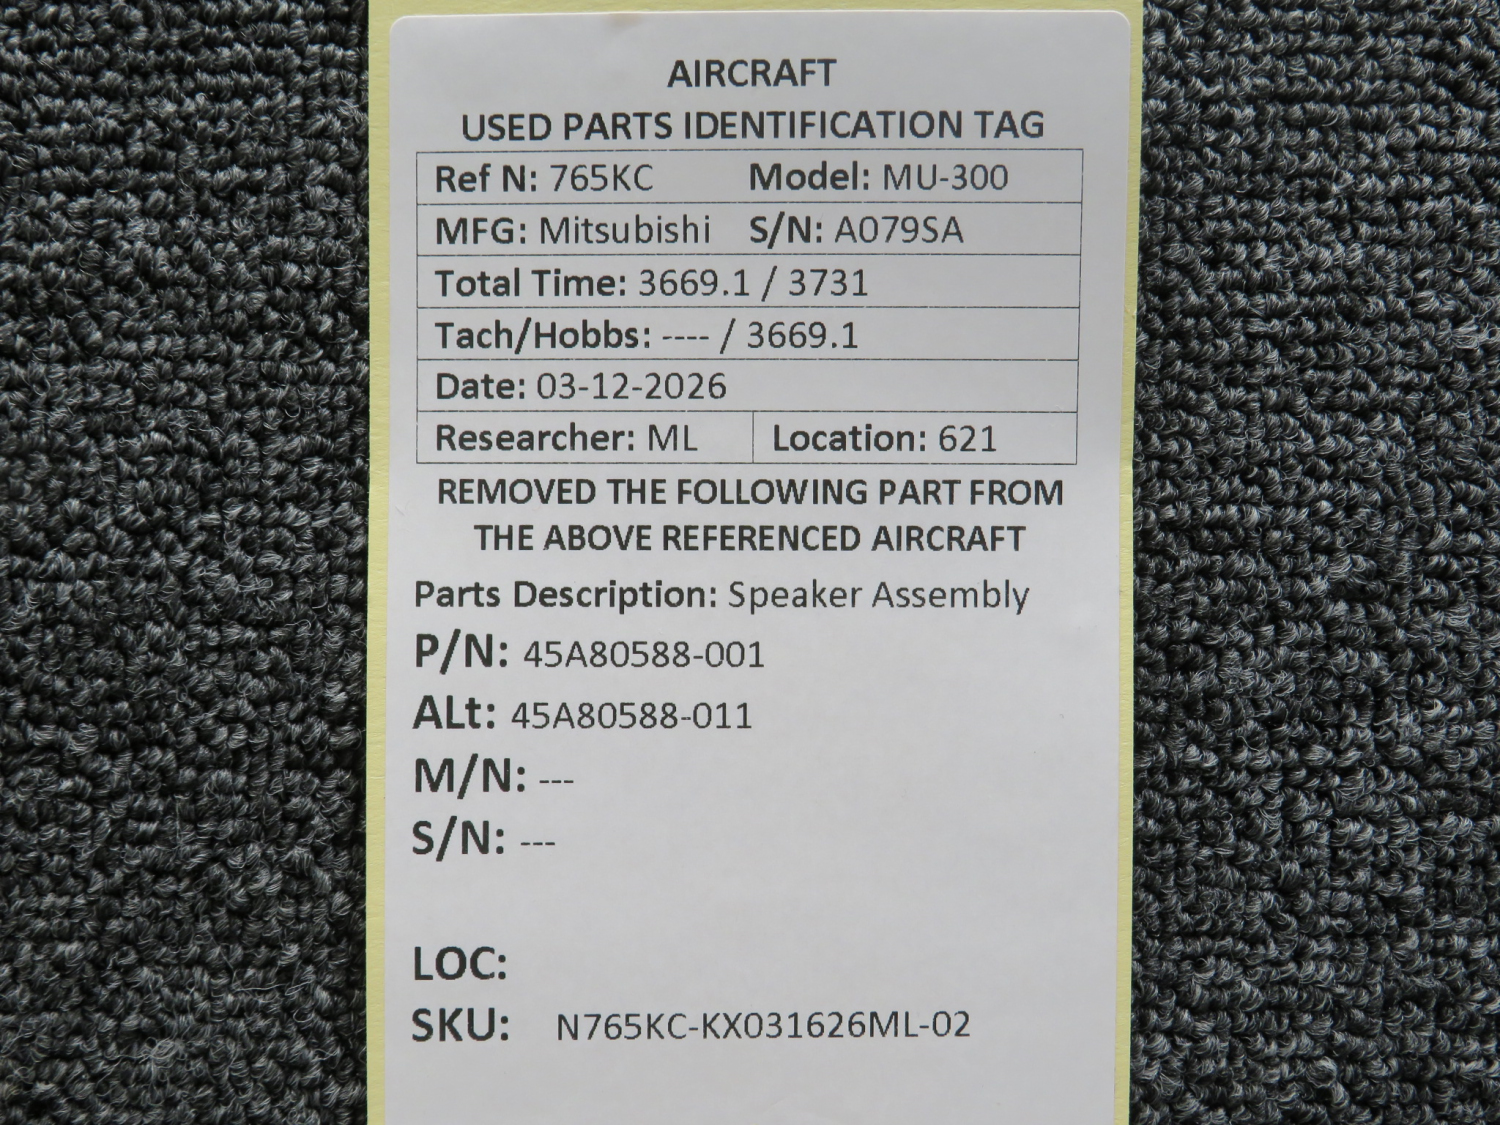 AIRCRAFT
USED PARTS IDENTIFICATION TAG
Ref N: 765KC Model: MU-300
MFG: Mitsubishi S/N: A079SA
Total Time: 3669.1 / 3731
Tach/Hobbs: ---- / 3669.1
Date: 03-12-2026
Researcher: ML Location: 621
REMOVED THE FOLLOWING PART FROM
THE ABOVE REFERENCED AIRCRAFT
Parts Description: Speaker Assembly
P/N: 45A80588-001
ALt: 45A80588-011
M/N: ---
S/N: ---
LOC:
SKU: N765KC-KX031626ML-02